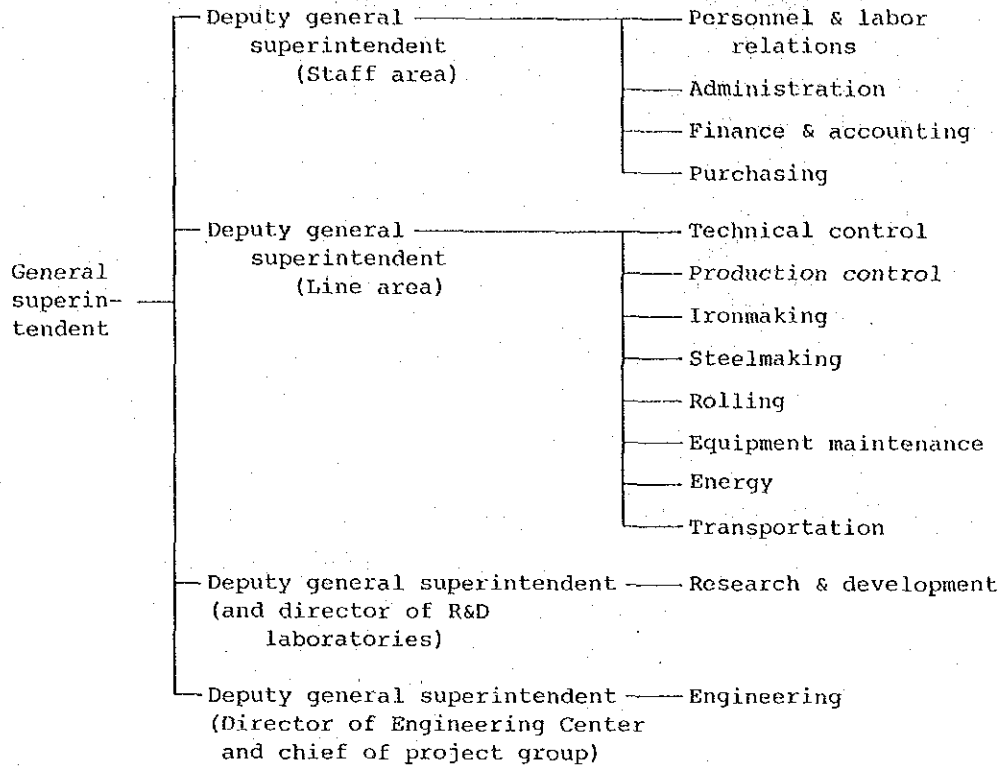 General
superin-
tendent
Deputy general
superintendent
(Staff area)
Personnel & labor
relations
Administration
Finance & accounting
Purchasing
Deputy general
superintendent
(Line area)
Technical control
Production control
Ironmaking
Steelmaking
Rolling
Equipment maintenance
Energy
Transportation
Deputy general superintendent
(and director of R&D
laboratories)
Research & development
Deputy general superintendent
(Director of Engineering Center
and chief of project group)
Engineering